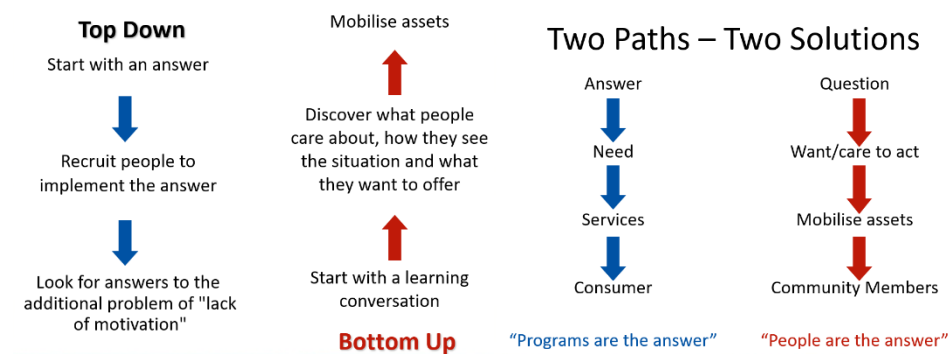 Top Down
Start with an answer
Recruit people to
implement the answer
Look for answers to the
additional problem of "lack
of motivation"
Mobilise assets
Discover what people
care about, how they see
the situation and what
they want to offer
Start with a learning
conversation
Bottom Up
Two Paths – Two Solutions
Answer
Need
Services
Consumer
“Programs are the answer”
Question
Want/care to act
Mobilise assets
Community Members
“People are the answer”